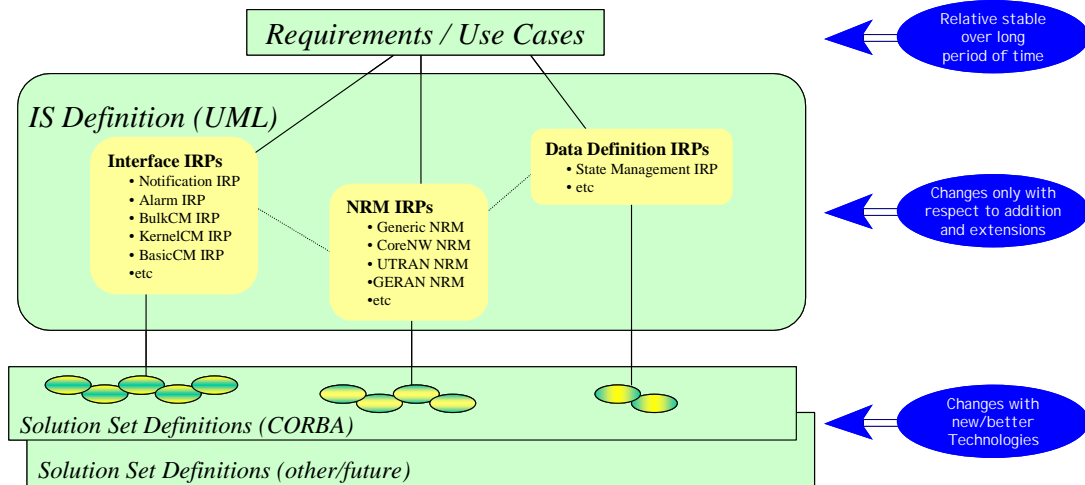 Requirements / Use Cases
Relative stable
over long
period of time
IS Definition (UML)
Interface IRPs
• Notification IRP
• Alarm IRP
• BulkCM IRP
• KernelCM IRP
• BasicCM IRP
•etc
NRM IRPs
• Generic NRM
• CoreNW NRM
• UTRAN NRM
•GERAN NRM
•etc
Data Definition IRPs
• State Management IRP
• etc
Changes only with
respect to addition
and extensions
Solution Set Definitions (CORBA)
Solution Set Definitions (other/future)
Changes with
new/better
Technologies